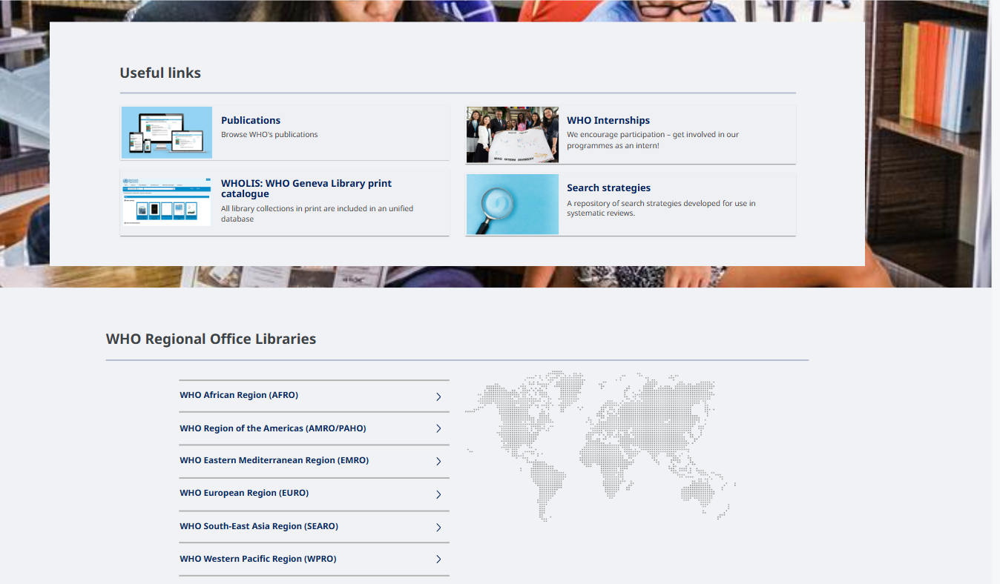 Useful links
Publications
Browse WHO's publications
WHO Internships
We encourage participation – get involved in our
programmes as an intern!
WHO INTERN DIVERSITY
WHOLIS: WHO Geneva Library print
catalogue
All library collections in print are included in an unified
database
Search strategies
A repository of search strategies developed for use in
systematic reviews.
WHO Regional Office Libraries
WHO African Region (AFRO)
WHO Region of the Americas (AMRO/PAHO)
WHO Eastern Mediterranean Region (EMRO)
WHO European Region (EURO)
WHO South-East Asia Region (SEARO)
WHO Western Pacific Region (WPRO)